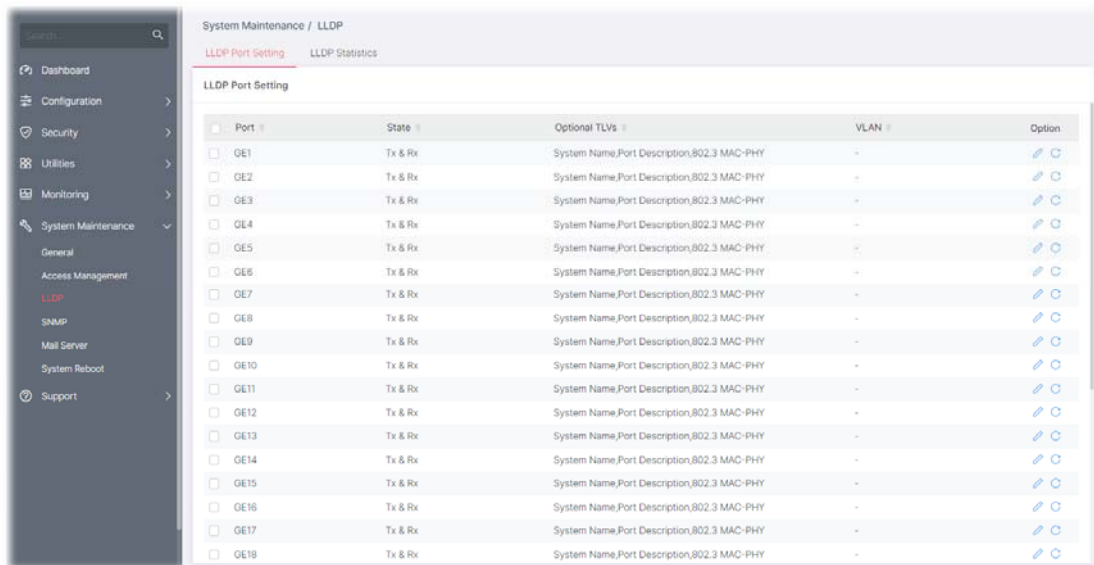 Search...
Dashboard
Configuration
Security
Utilities
Monitoring
System Maintenance
General
Access Management
LLDP
SNMP
Mail Server
System Reboot
Support
System Maintenance / LLDP
LLDP Port Setting LLDP Statistics
LLDP Port Setting
Port State Optional TLVs VLAN Option
GE1 Tx & Rx System Name,Port Description,802.3 MAC-PHY -
GE2 Tx & Rx System Name,Port Description,802.3 MAC-PHY -
GE3 Tx & Rx System Name,Port Description,802.3 MAC-PHY -
GE4 Tx & Rx System Name,Port Description,802.3 MAC-PHY -
GE5 Tx & Rx System Name,Port Description,802.3 MAC-PHY -
GE6 Tx & Rx System Name,Port Description,802.3 MAC-PHY -
GE7 Tx & Rx System Name,Port Description,802.3 MAC-PHY -
GE8 Tx & Rx System Name,Port Description,802.3 MAC-PHY -
GE9 Tx & Rx System Name,Port Description,802.3 MAC-PHY -
GE10 Tx & Rx System Name,Port Description,802.3 MAC-PHY -
GE11 Tx & Rx System Name,Port Description,802.3 MAC-PHY -
GE12 Tx & Rx System Name,Port Description,802.3 MAC-PHY -
GE13 Tx & Rx System Name,Port Description,802.3 MAC-PHY -
GE14 Tx & Rx System Name,Port Description,802.3 MAC-PHY -
GE15 Tx & Rx System Name,Port Description,802.3 MAC-PHY -
GE16 Tx & Rx System Name,Port Description,802.3 MAC-PHY -
GE17 Tx & Rx System Name,Port Description,802.3 MAC-PHY -
GE18 Tx & Rx System Name,Port Description,802.3 MAC-PHY -